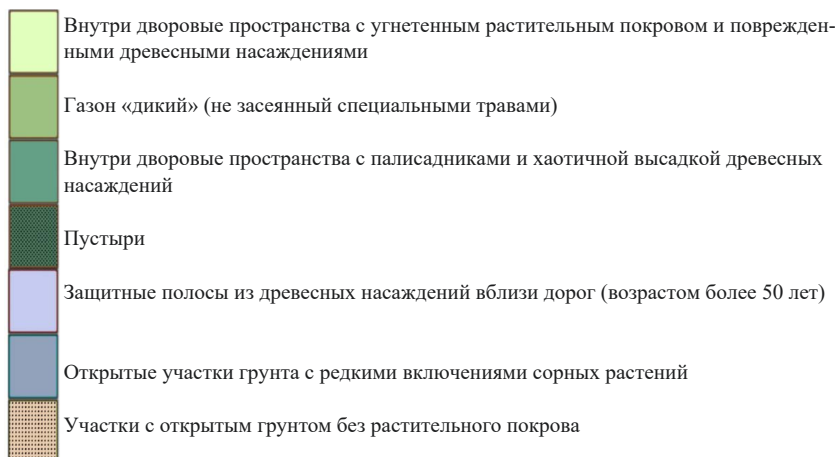 Внутри дворовые пространства с угнетенным растительным покровом и поврежден-
ными древесными насаждениями
Газон «дикий» (не засеянный специальными травами)
Внутри дворовые пространства с палисадниками и хаотичной высадкой древесных
насаждений
Пустыри
Защитные полосы из древесных насаждений вблизи дорог (возрастом более 50 лет)
Открытые участки грунта с редкими включениями сорных растений
Участки с открытым грунтом без растительного покрова